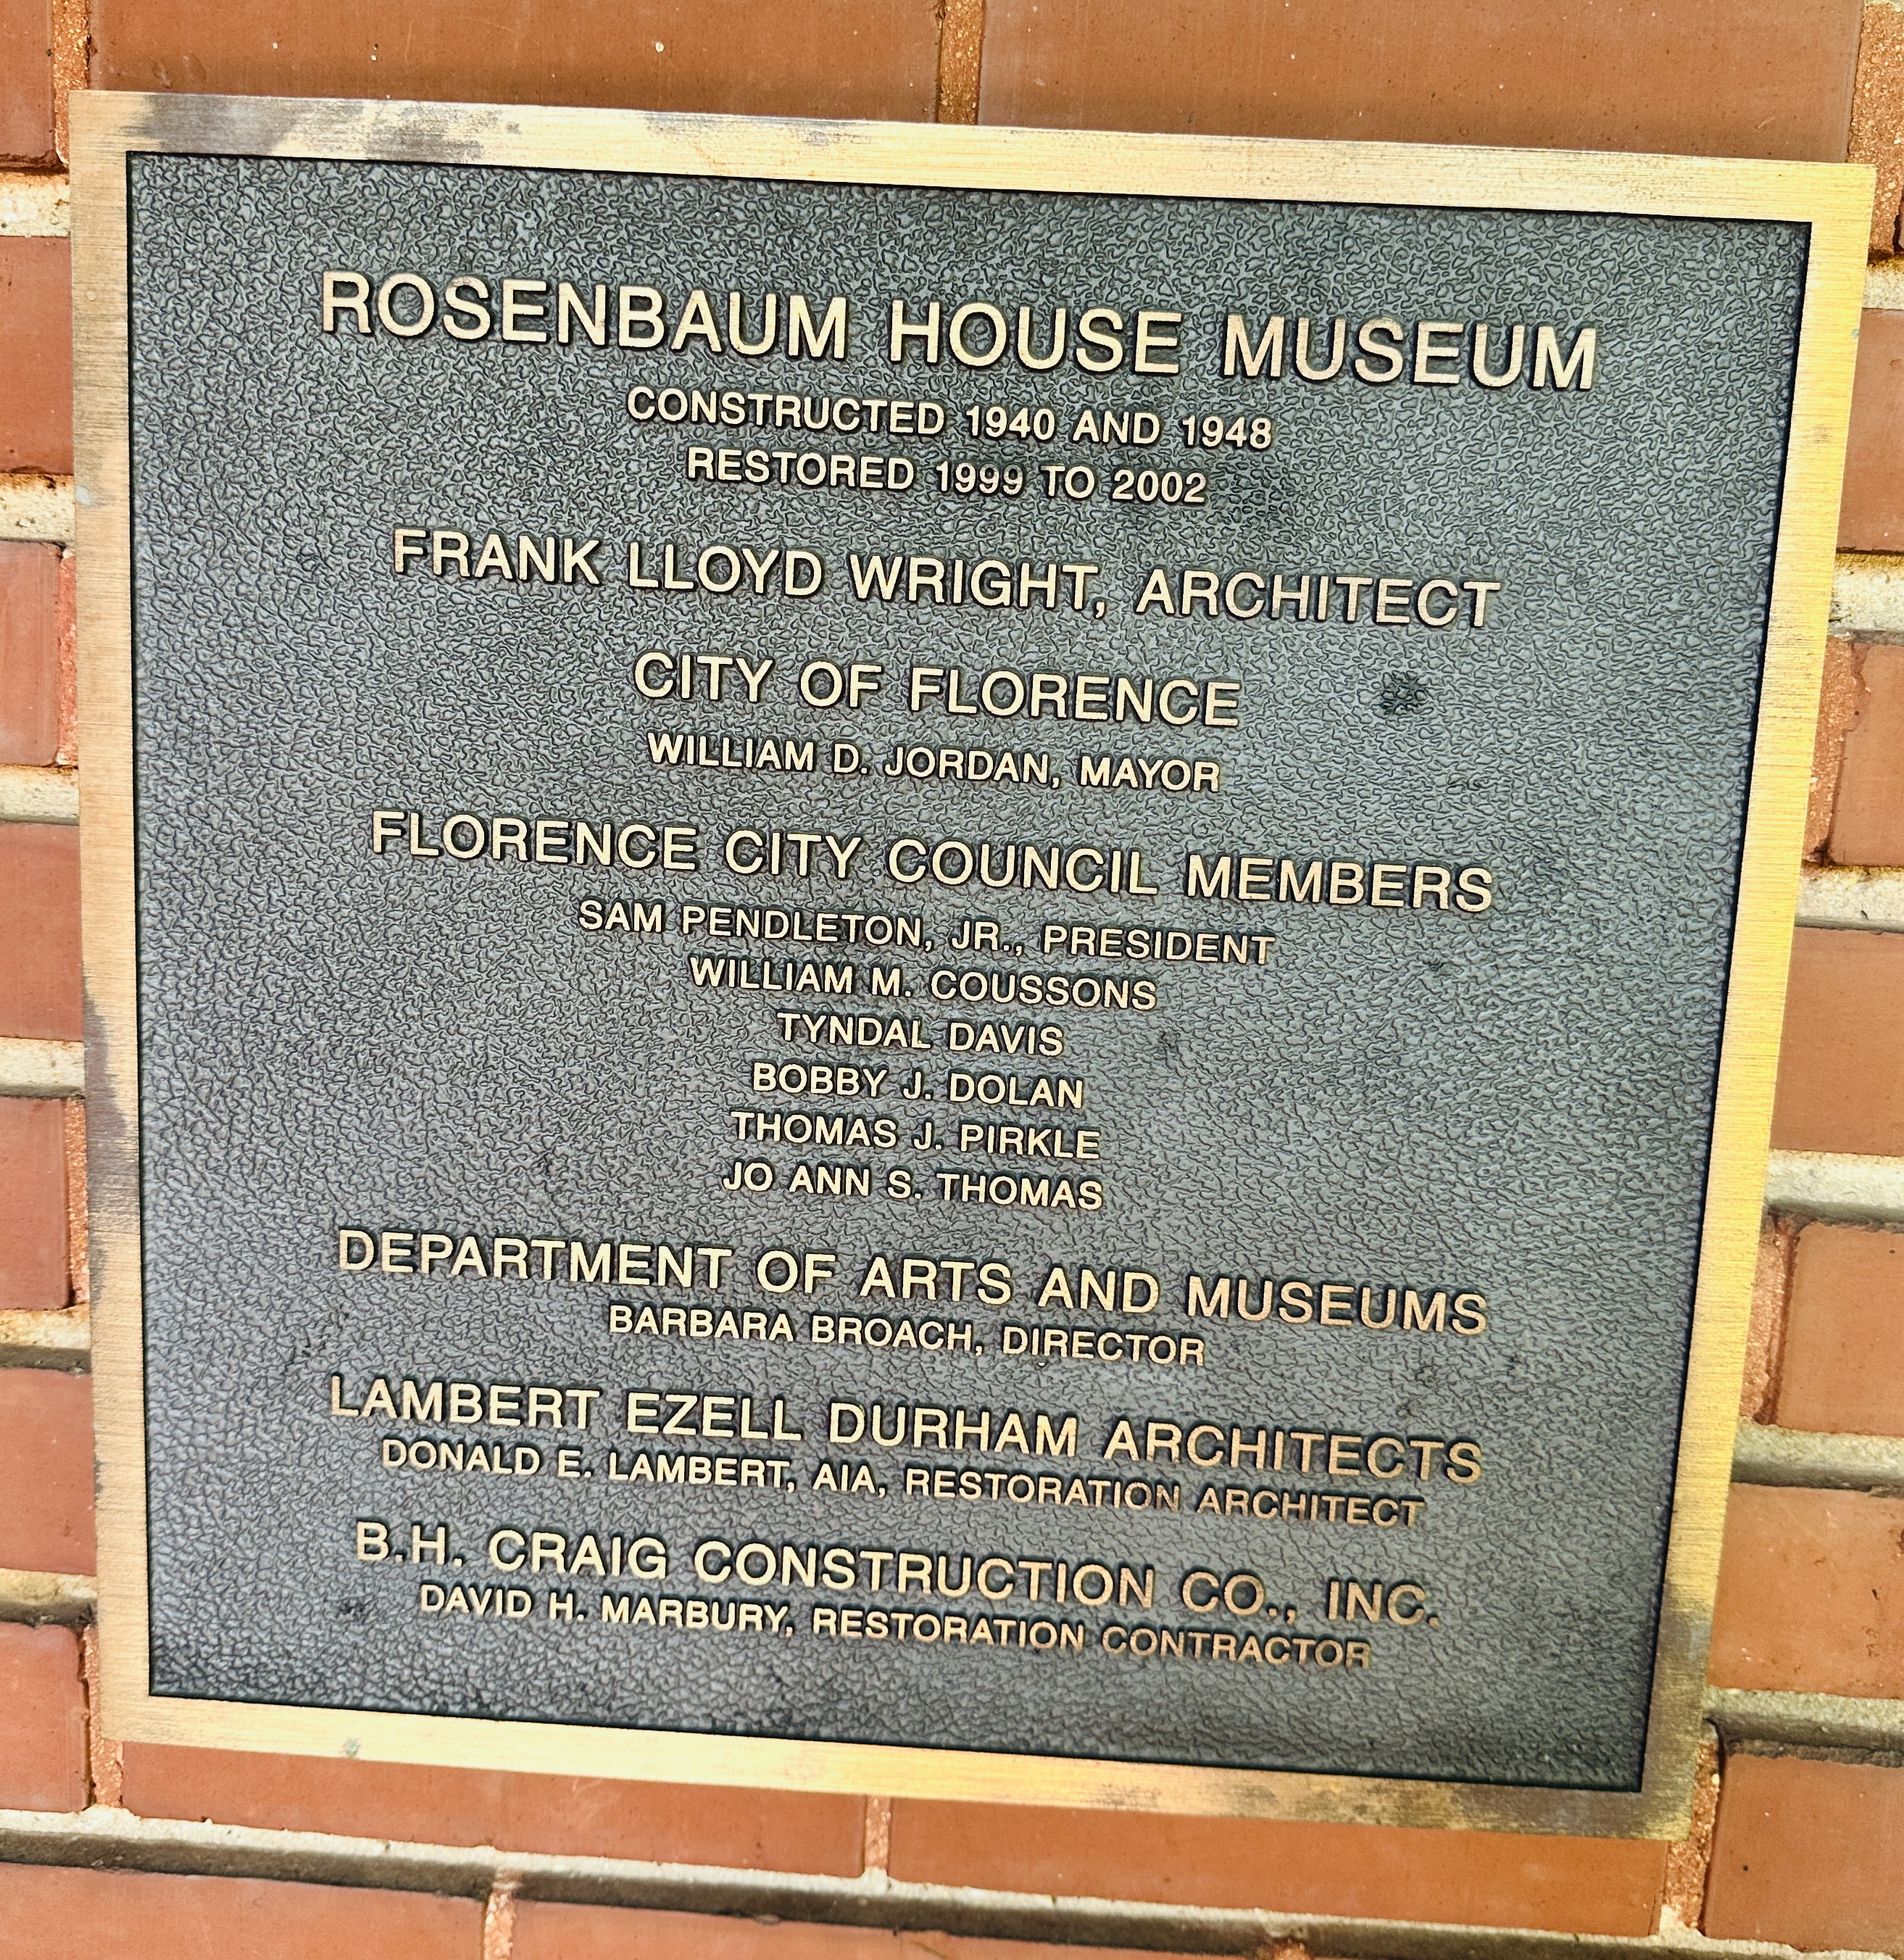 ROSENBAUM HOUSE MUSEUM
CONSTRUCTED 1940 AND 1948
RESTORED 1999 TO 2002
FRANK LLOYD WRIGHT, ARCHITECT
CITY OF FLORENCE
WILLIAM D. JORDAN, MAYOR
FLORENCE CITY COUNCIL MEMBERS
SAM PENDLETON, JR., PRESIDENT
WILLIAM M. COUSSONS
TYNDAL DAVIS
BOBBY J. DOLAN
THOMAS J. PIRKLE
JO ANN S. THOMAS
DEPARTMENT OF ARTS AND MUSEUMS
BARBARA BROACH, DIRECTOR
LAMBERT EZELL DURHAM ARCHITECTS
DONALD E. LAMBERT, AIA, RESTORATION ARCHITECT
B.H. CRAIG CONSTRUCTION CO., INC.
DAVID H. MARBURY, RESTORATION CONTRACTOR